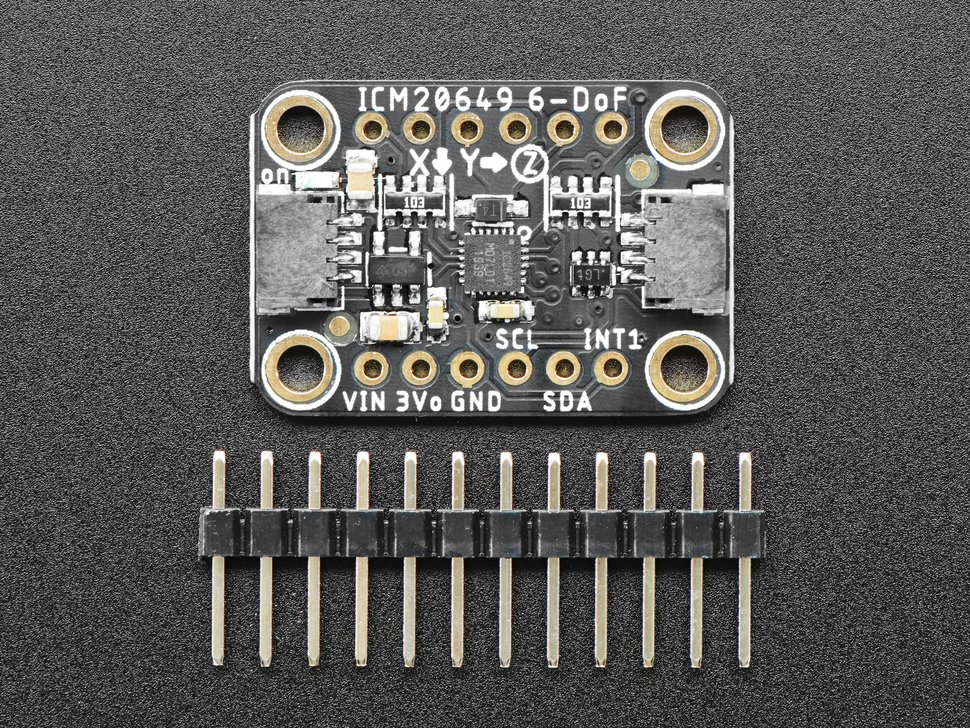 ICM20649 6-DoF
X Y Z
on
103 103
SCL INT1
VIN 3Vo GND SDA